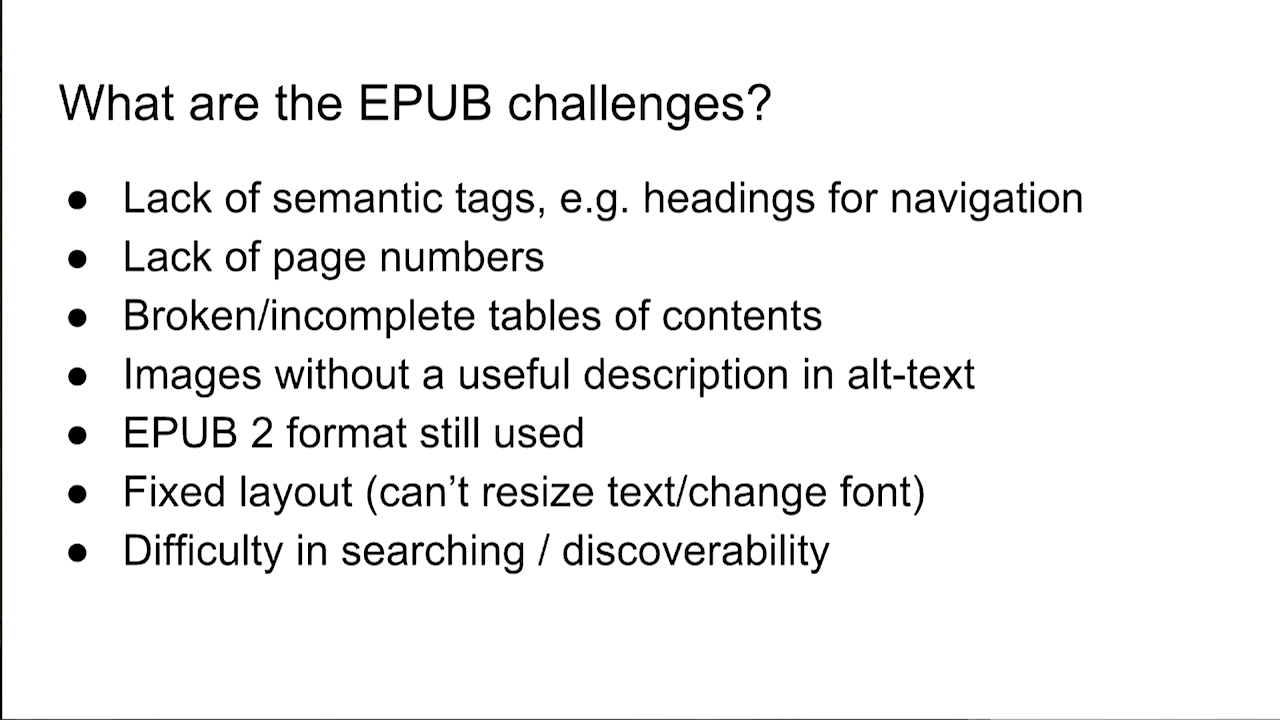 What are the EPUB challenges?
● Lack of semantic tags, e.g. headings for navigation
● Lack of page numbers
● Broken/incomplete tables of contents
● Images without a useful description in alt-text
● EPUB 2 format still used
● Fixed layout (can’t resize text/change font)
● Difficulty in searching / discoverability